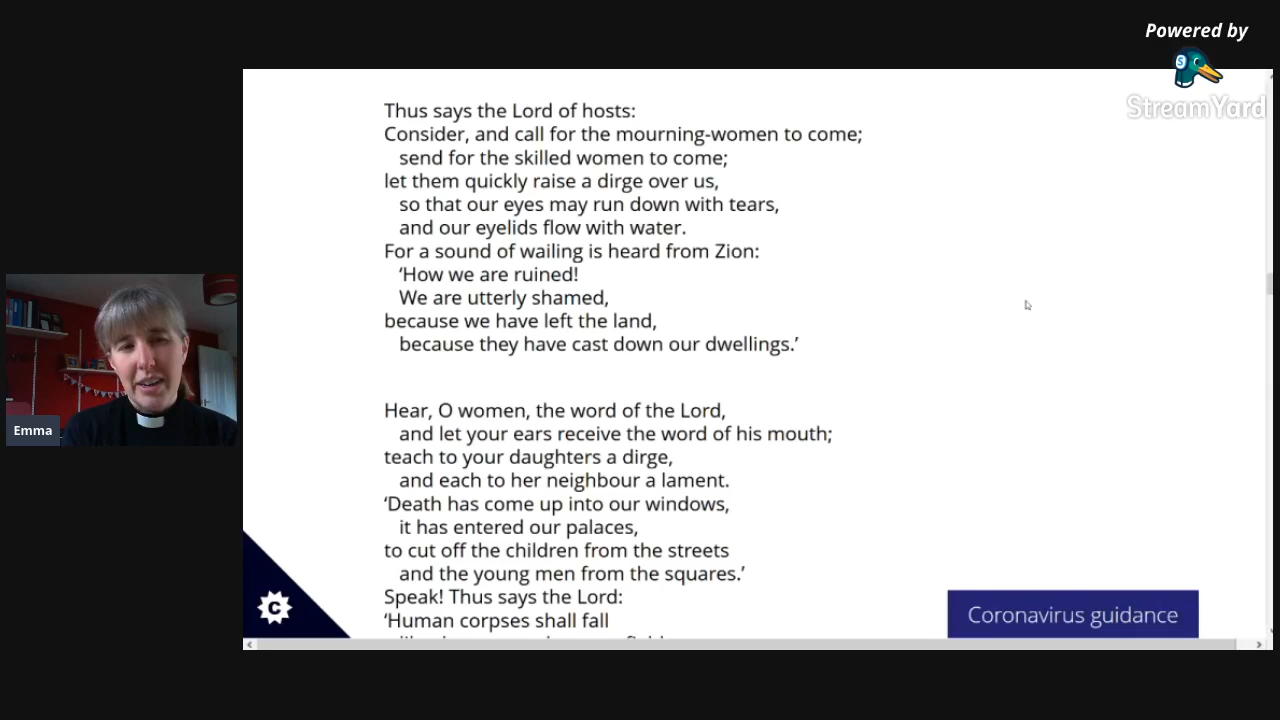 Powered by
StreamYard
Thus says the Lord of hosts:
Consider, and call for the mourning-women to come;
send for the skilled women to come;
let them quickly raise a dirge over us,
so that our eyes may run down with tears,
and our eyelids flow with water.
For a sound of wailing is heard from Zion:
‘How we are ruined!
We are utterly shamed,
because we have left the land,
because they have cast down our dwellings.’
Hear, O women, the word of the Lord,
and let your ears receive the word of his mouth;
teach to your daughters a dirge,
and each to her neighbour a lament.
‘Death has come up into our windows,
it has entered our palaces,
to cut off the children from the streets
and the young men from the squares.’
Speak! Thus says the Lord:
‘Human corpses shall fall
Emma
C
Coronavirus guidance